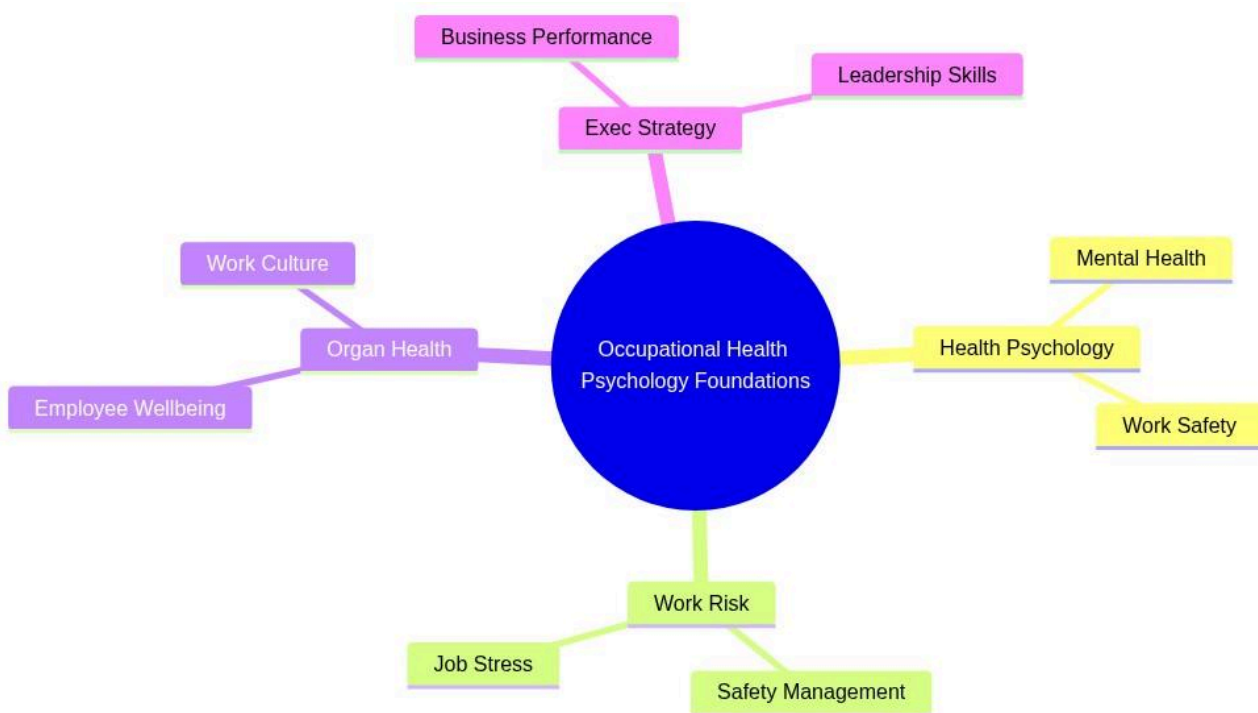 Business Performance
Leadership Skills
Exec Strategy
Work Culture
Organ Health
Employee Wellbeing
Occupational Health
Psychology Foundations
Mental Health
Health Psychology
Work Safety
Work Risk
Job Stress
Safety Management